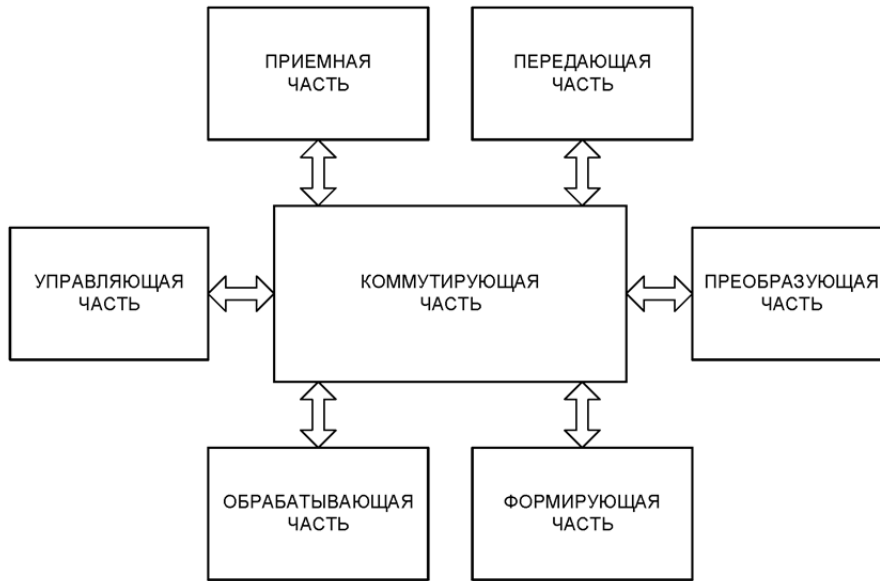 ПРИЕМНАЯ
ЧАСТЬ
ПЕРЕДАЮЩАЯ
ЧАСТЬ
УПРАВЛЯЮЩАЯ
ЧАСТЬ
КОММУТИРУЮЩАЯ
ЧАСТЬ
ПРЕОБРАЗУЮЩАЯ
ЧАСТЬ
ОБРАБАТЫВАЮЩАЯ
ЧАСТЬ
ФОРМИРУЮЩАЯ
ЧАСТЬ